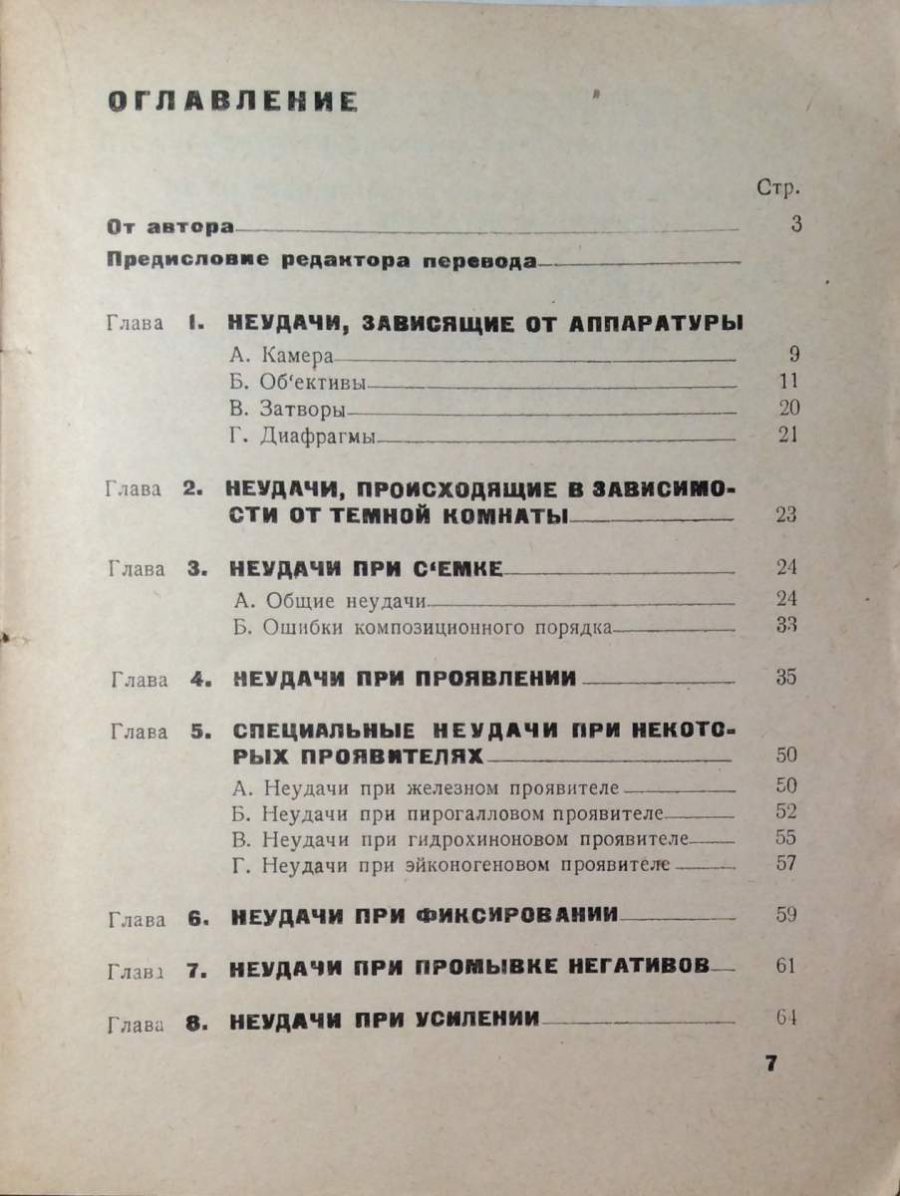 ОГЛАВЛЕНИЕ
Стр.
От автора 3
Предисловие редактора перевода
Глава 1. НЕУДАЧИ, ЗАВИСЯЩИЕ ОТ АППАРАТУРЫ
А. Камера 9
Б. Об‘ективы 11
В. Затворы 20
Г. Диафрагмы 21
Глава 2. НЕУДАЧИ, ПРОИСХОДЯЩИЕ В ЗАВИСИМО-
СТИ ОТ ТЕМНОЙ КОМНАТЫ 23
Глава 3. НЕУДАЧИ ПРИ С‘ЕМКЕ 24
А. Общие неудачи 24
Б. Ошибки композиционного порядка 33
Глава 4. НЕУДАЧИ ПРИ ПРОЯВЛЕНИИ 35
Глава 5. СПЕЦИАЛЬНЫЕ НЕУДАЧИ ПРИ НЕКОТО-
РЫХ ПРОЯВИТЕЛЯХ 50
А. Неудачи при железном проявителе 50
Б. Неудачи при пирогалловом проявителе 52
В. Неудачи при гидрохиноновом проявителе 55
Г. Неудачи при эйконогеновом проявителе 57
Глава 6. НЕУДАЧИ ПРИ ФИКСИРОВАНИИ 59
Глава 7. НЕУДАЧИ ПРИ ПРОМЫВКЕ НЕГАТИВОВ 61
Глава 8. НЕУДАЧИ ПРИ УСИЛЕНИИ 64
7